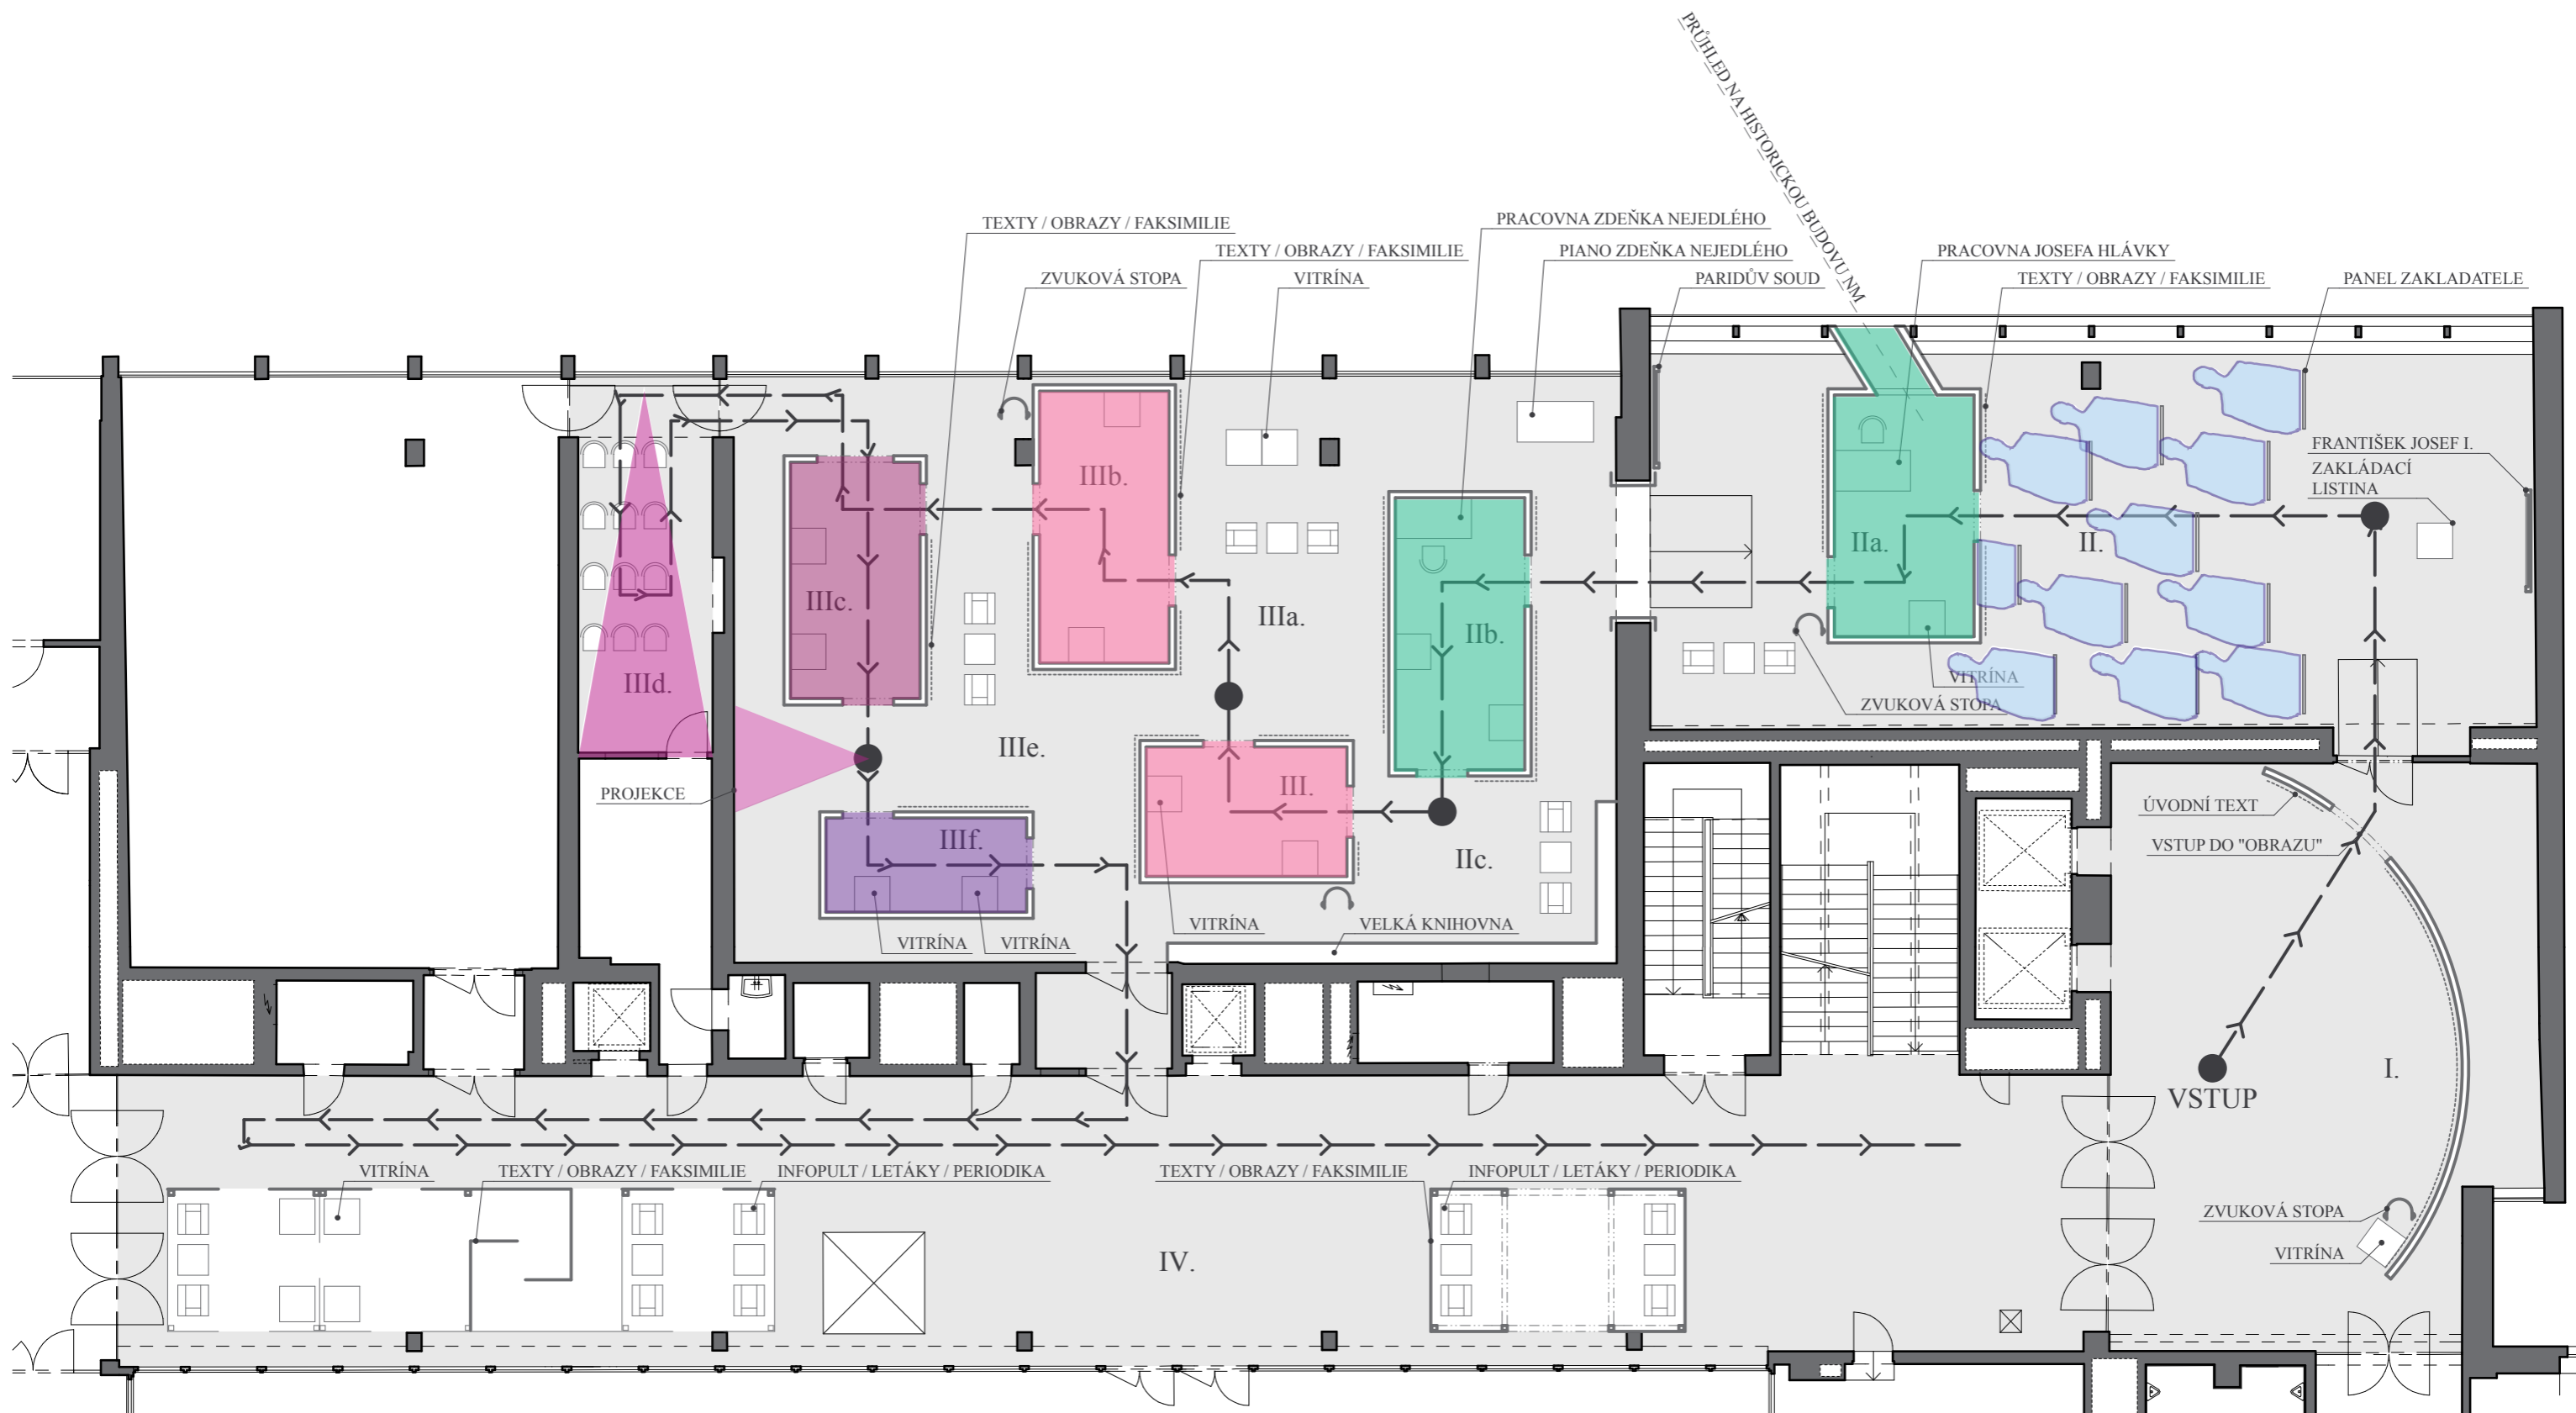 PRŮHLED NA HISTORICKOU BUDOVU NM
TEXTY / OBRAZY / FAKSIMILIE
PRACOVNA ZDEŇKA NEJEDLÉHO
TEXTY / OBRAZY / FAKSIMILIE
PIANO ZDEŇKA NEJEDLÉHO
PRACOVNA JOSEFA HLÁVKY
ZVUKOVÁ STOPA
VITRÍNA
PARIDŮV SOUD
TEXTY / OBRAZY / FAKSIMILIE
PANEL ZAKLADATELE
FRANTIŠEK JOSEF I.
ZAKLÁDACÍ
LISTINA
IIIb.
IIa.
II.
IIIc.
IIIa.
IIb.
IIId.
VITRÍNA
ZVUKOVÁ STOPA
IIIe.
PROJEKCE
III.
ÚVODNÍ TEXT
IIIf.
VSTUP DO "OBRAZU"
IIc.
VITRÍNA
VELKÁ KNIHOVNA
VITRÍNA
VITRÍNA
I.
VSTUP
VITRÍNA
TEXTY / OBRAZY / FAKSIMILIE
INFOPULT / LETÁKY / PERIODIKA
TEXTY / OBRAZY / FAKSIMILIE
INFOPULT / LETÁKY / PERIODIKA
ZVUKOVÁ STOPA
VITRÍNA
IV.